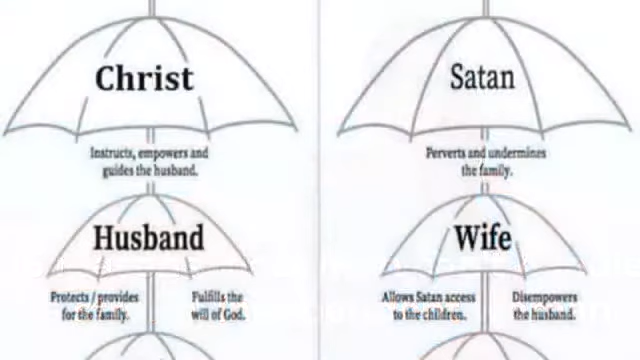 Christ
Instructs, empowers and
guides the husband.
Husband
Protects / provides
for the family.
Fulfills the
will of God.
Satan
Perverts and undermines
the family.
Wife
Allows Satan access
to the children.
Disempowers
the husband.